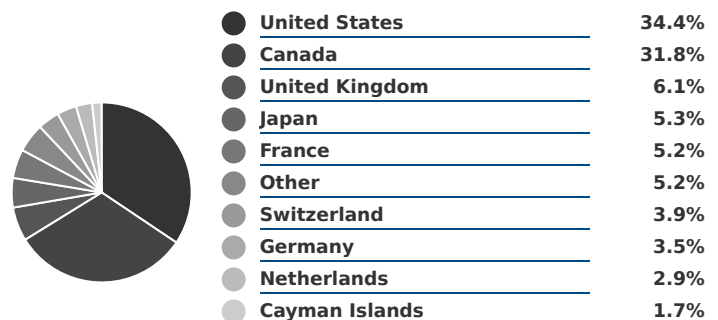 United States 34.4%
Canada 31.8%
United Kingdom 6.1%
Japan 5.3%
France 5.2%
Other 5.2%
Switzerland 3.9%
Germany 3.5%
Netherlands 2.9%
Cayman Islands 1.7%